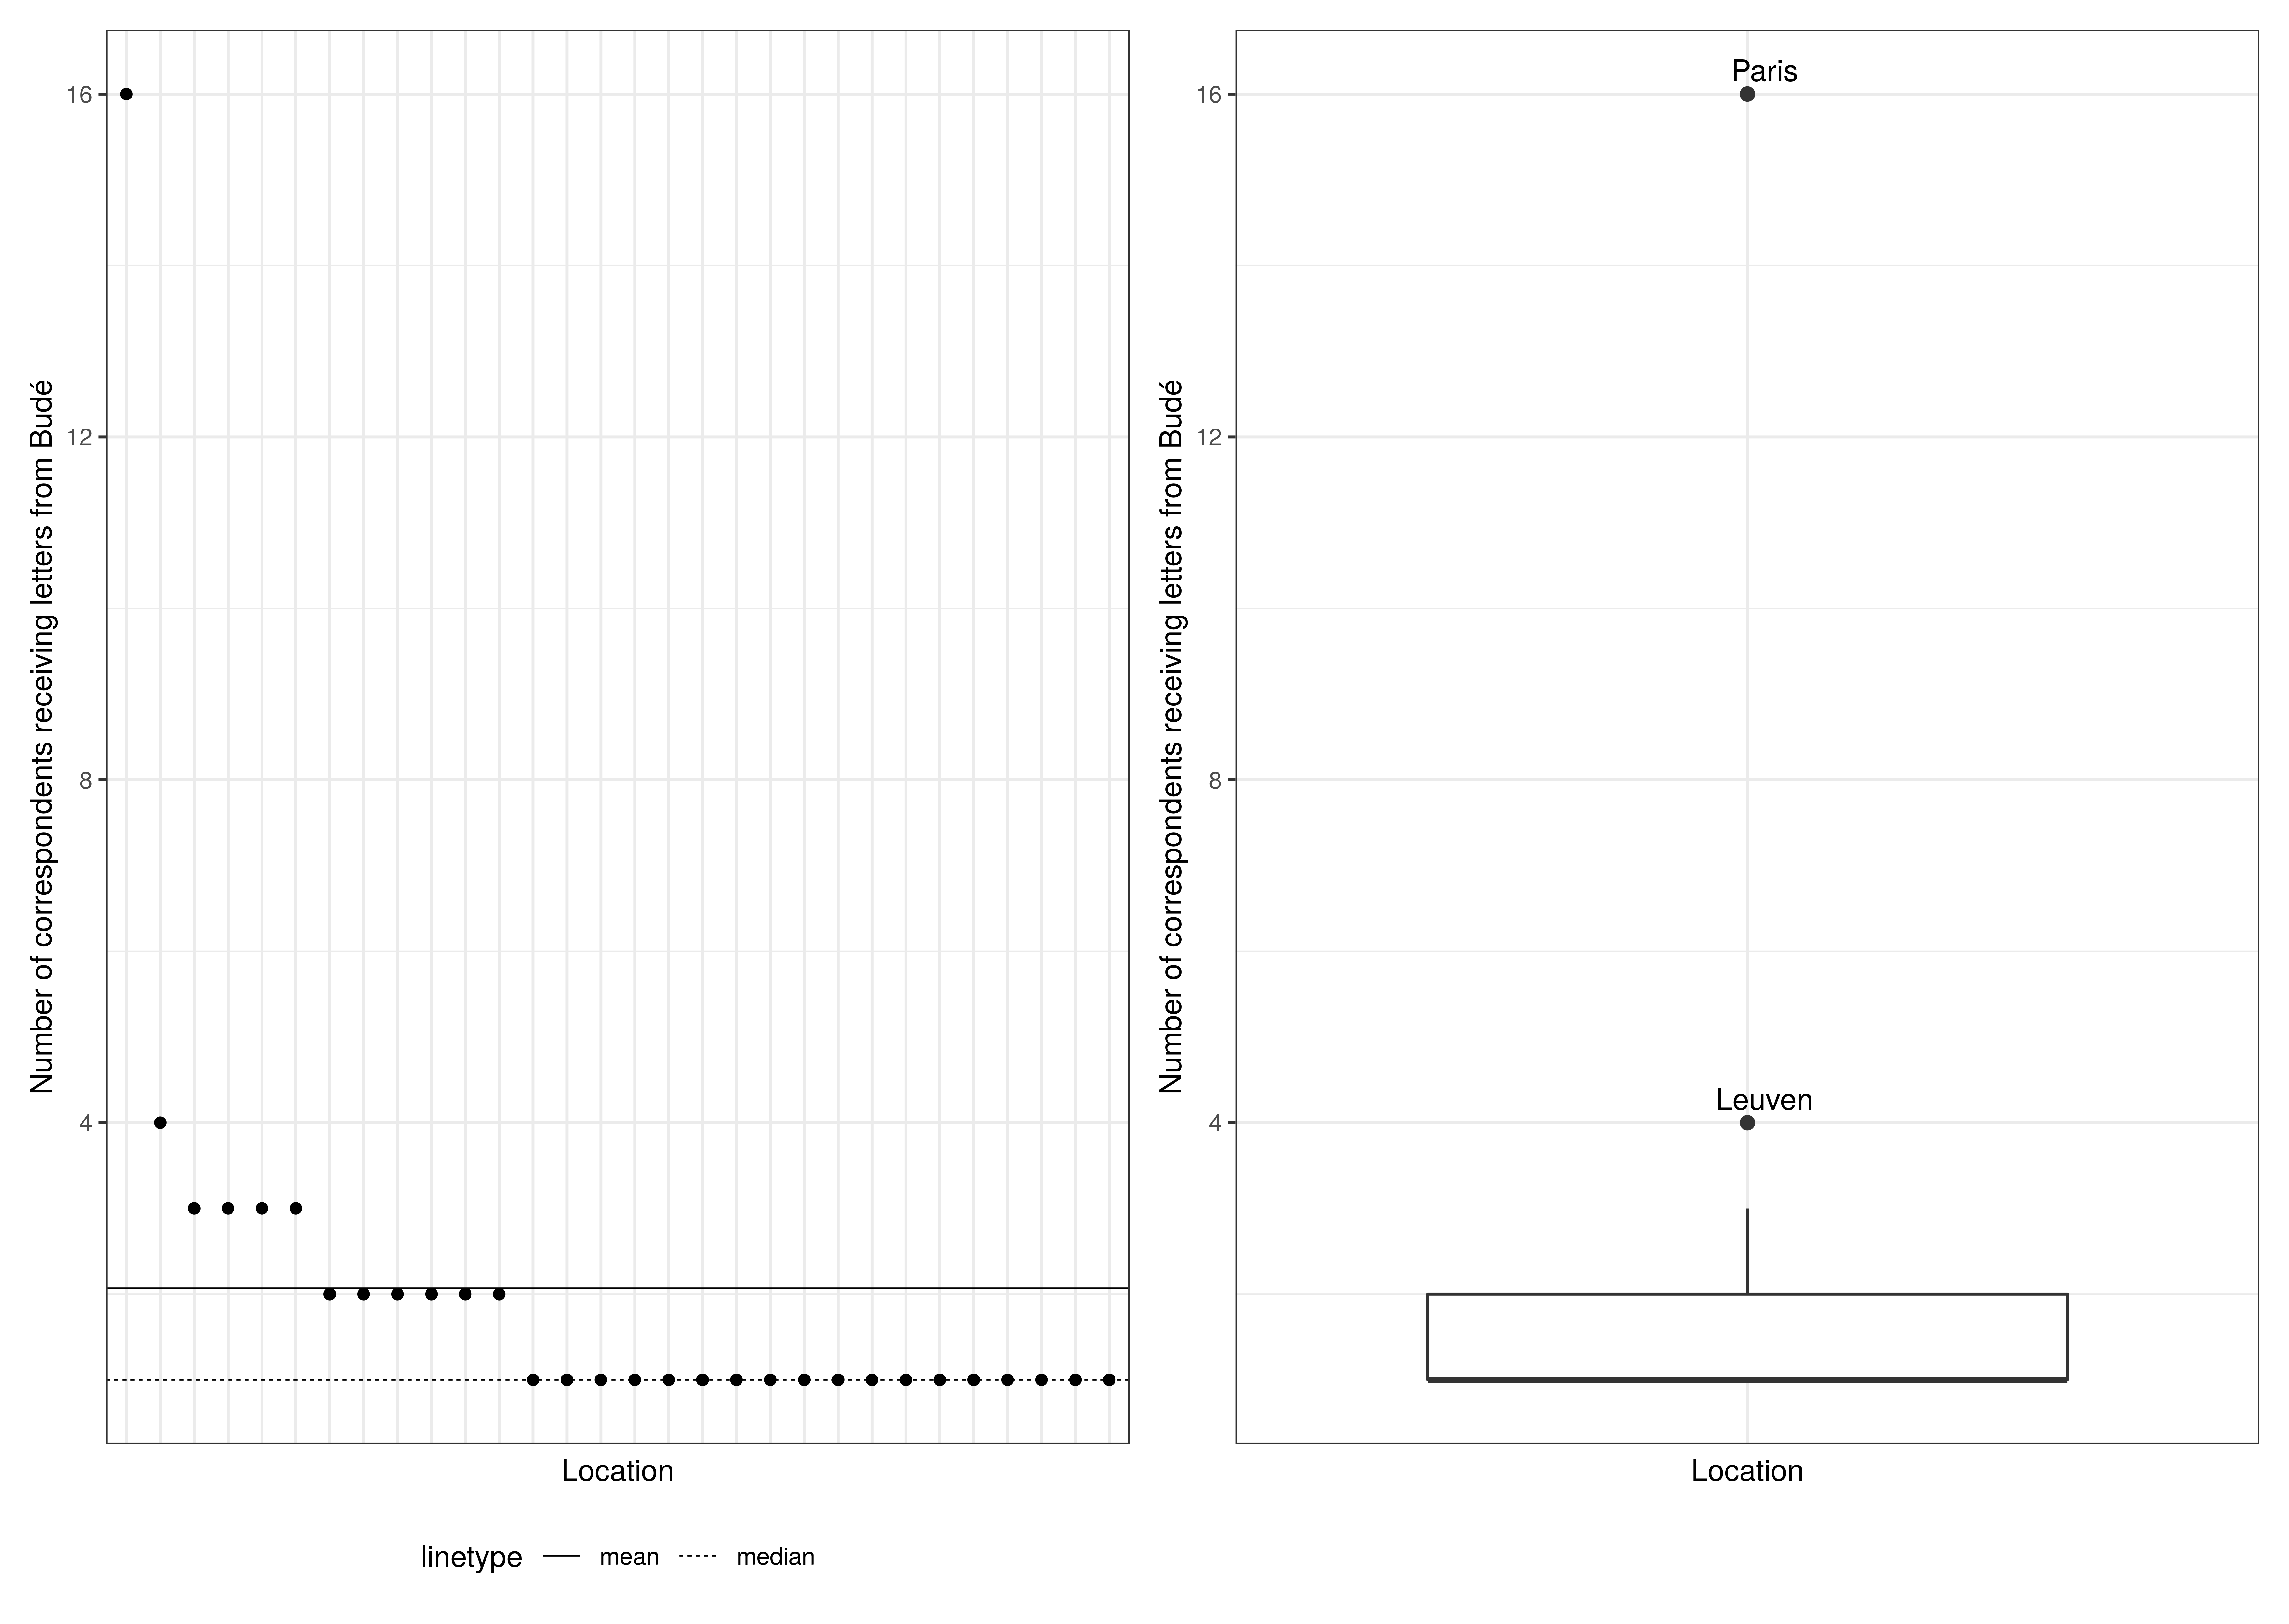 Number of correspondents receiving letters from Budé
16
12
8
4
Location
linetype mean median
Number of correspondents receiving letters from Budé
16
12
8
4
Paris
Leuven
Location